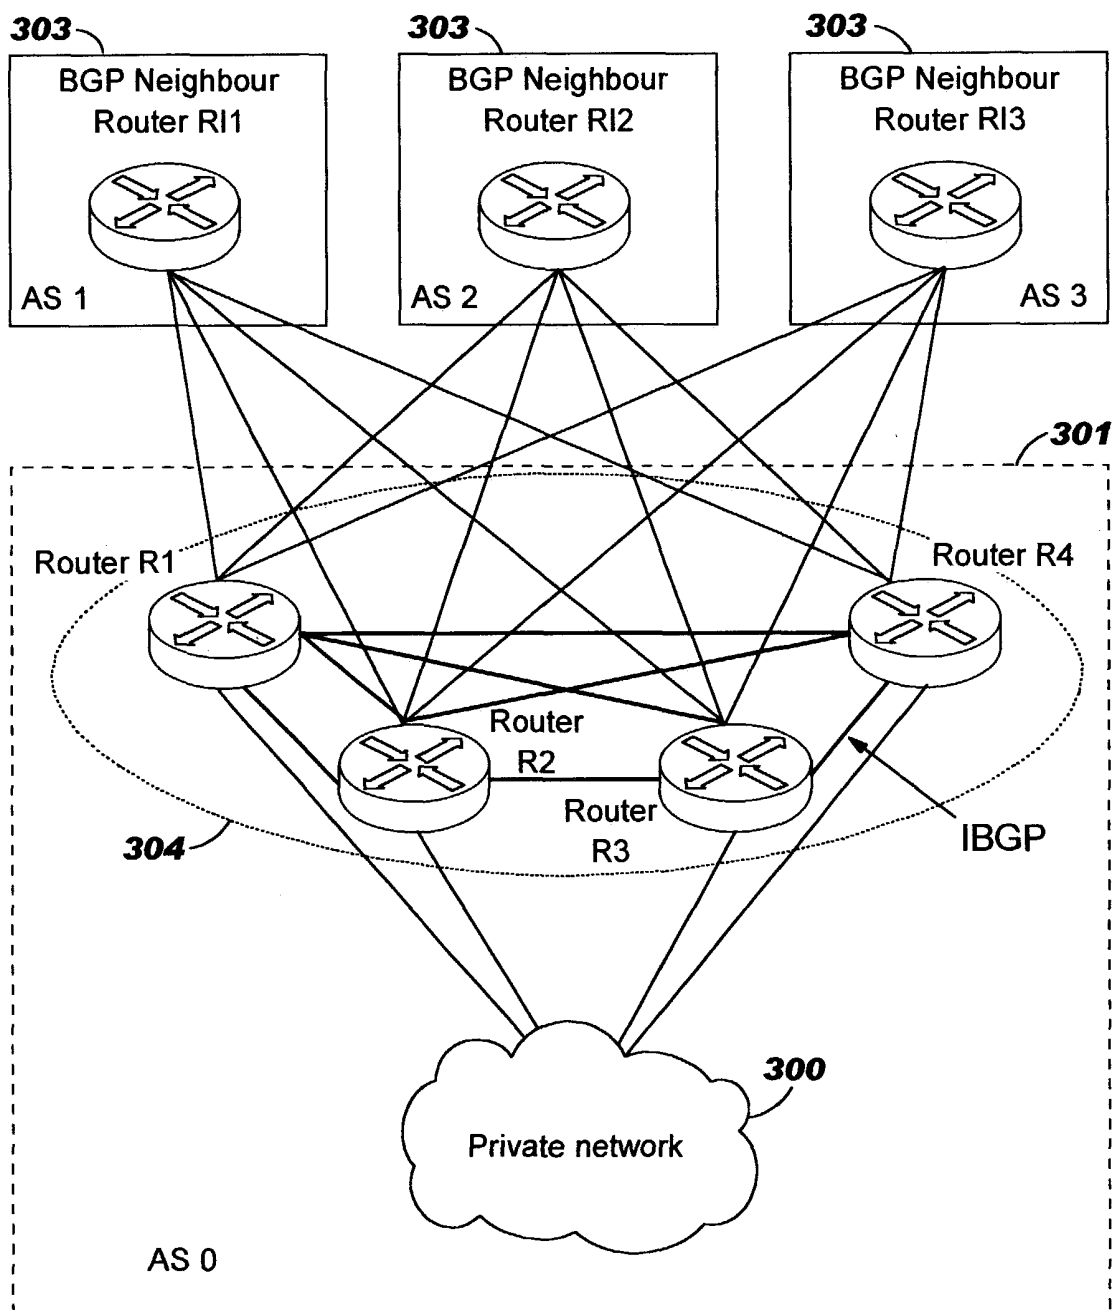 303
303
303
BGP Neighbour
Router RI1
BGP Neighbour
Router RI2
BGP Neighbour
Router RI3
AS 1
AS 2
AS 3
301
Router R1
Router R4
Router
R2
Router
R3
304
IBGP
300
Private network
AS 0